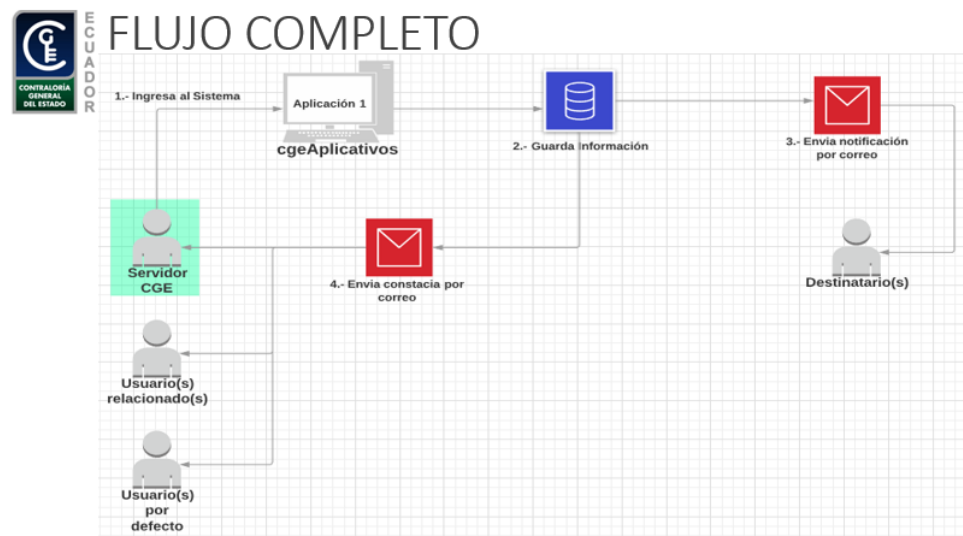 FLUJO COMPLETO
ECUADOR
CGE
CONTRALORÍA
GENERAL
DEL ESTADO
1.- Ingresa al Sistema
Aplicación 1
cgeAplicativos
2.- Guarda Información
3.- Envia notificación
por correo
Servidor
CGE
4.- Envia constacia por
correo
Destinatario(s)
Usuario(s)
relacionado(s)
Usuario(s)
por
defecto